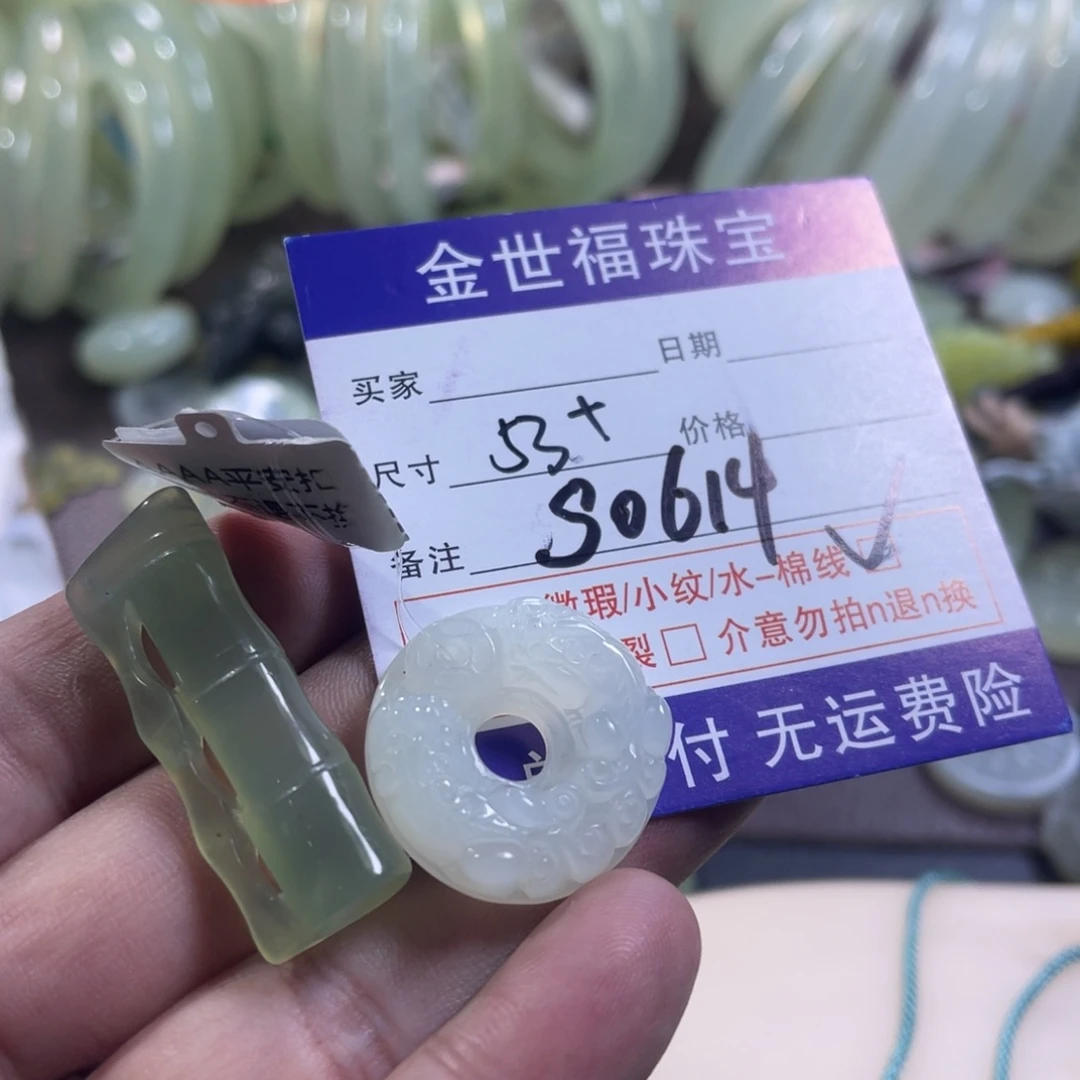 金世福珠宝
买家 日期
尺寸 53+ 价格
备注 S0614
微瑕/小纹/水-棉线 ✓
裂 □ 介意勿拍n退n换
付 无运费险